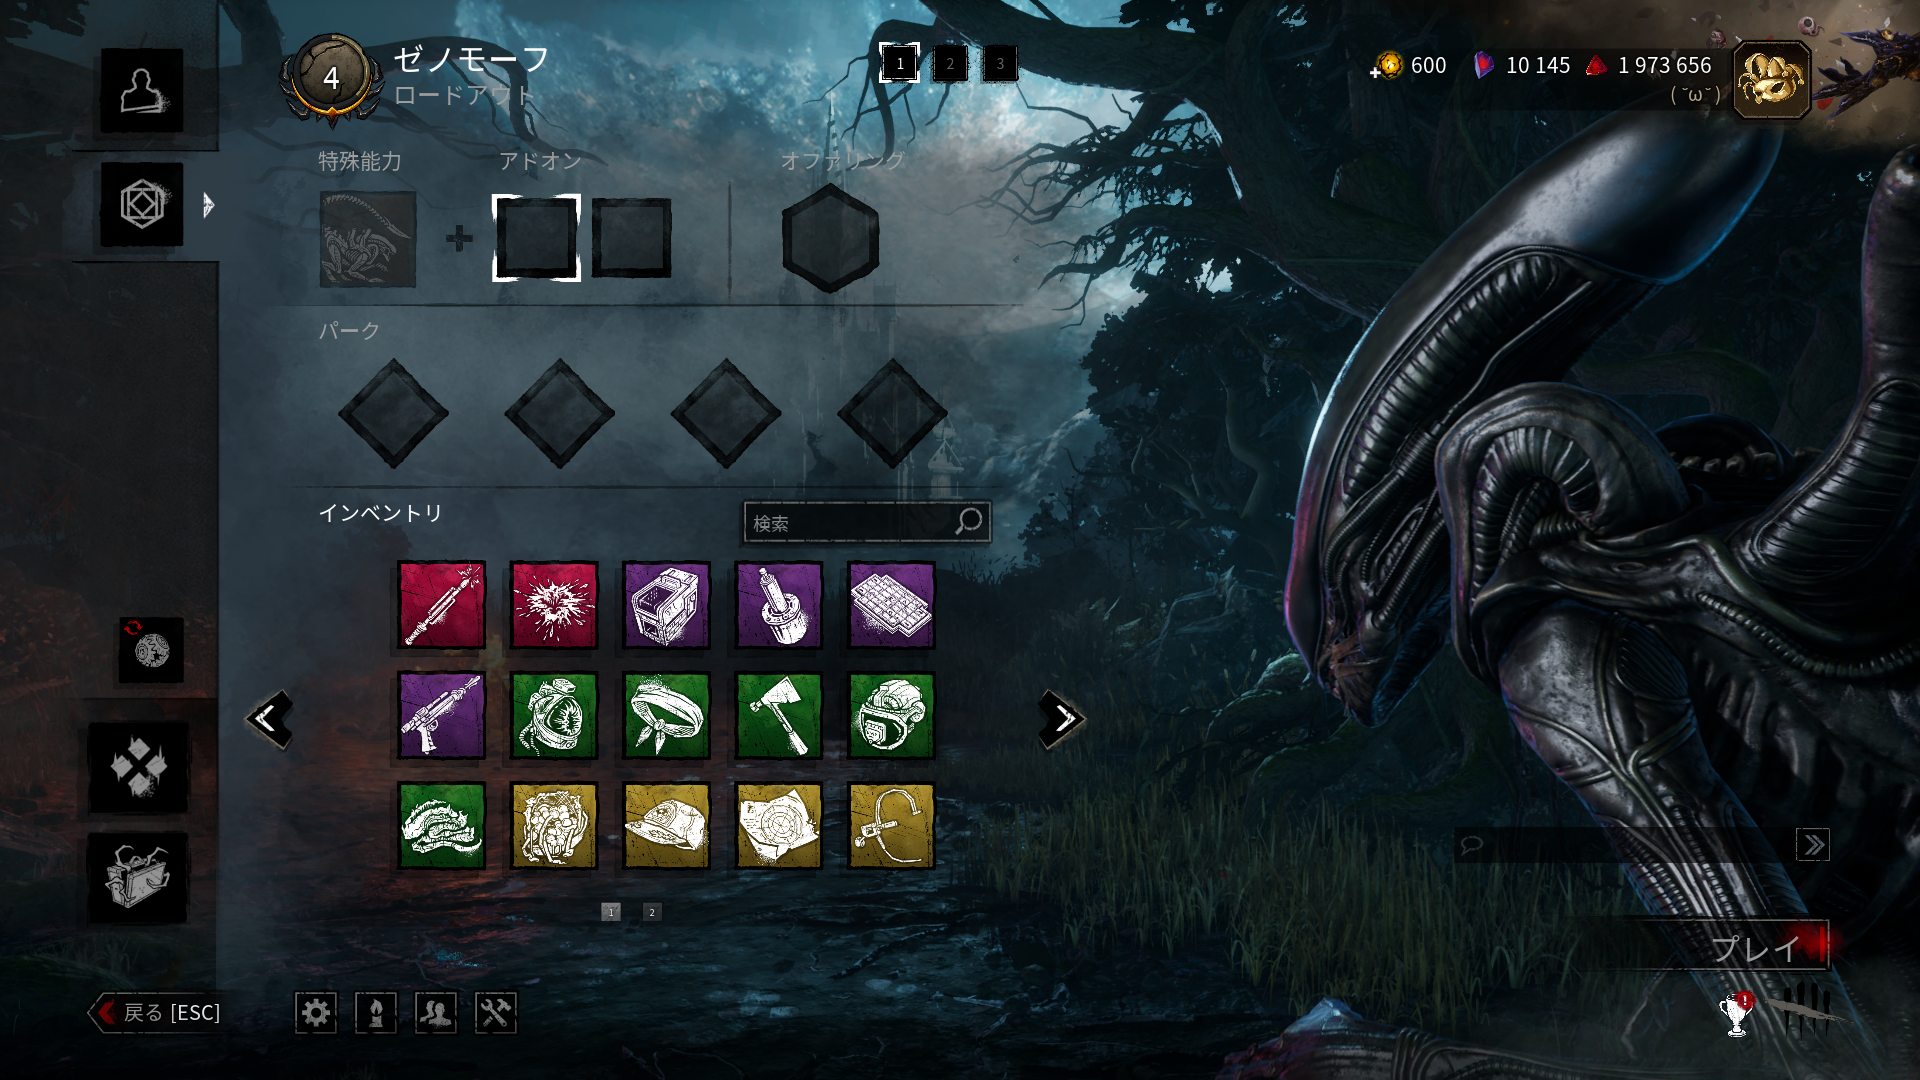 4
ゼノモーフ
ロードアウト
1 2 3
600 10 145 1 973 656
( ˘ω˘ )
特殊能力 アドオン オファリング
パーク
インベントリ
検索
1 2
プレイ
戻る [ESC]